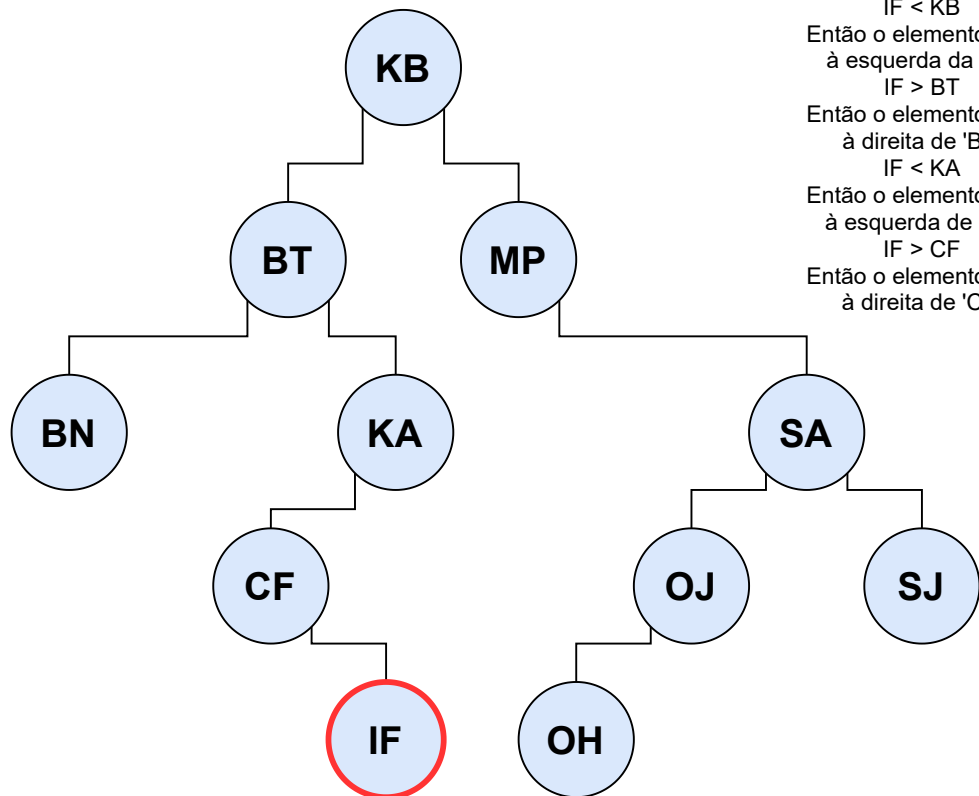 IF < KB
Então o elemento
à esquerda da
IF > BT
Então o elemento
à direita de 'B
IF < KA
Então o elemento
à esquerda de
IF > CF
Então o elemento
à direita de 'C
KB
BT
MP
BN
KA
SA
CF
OJ
SJ
IF
OH